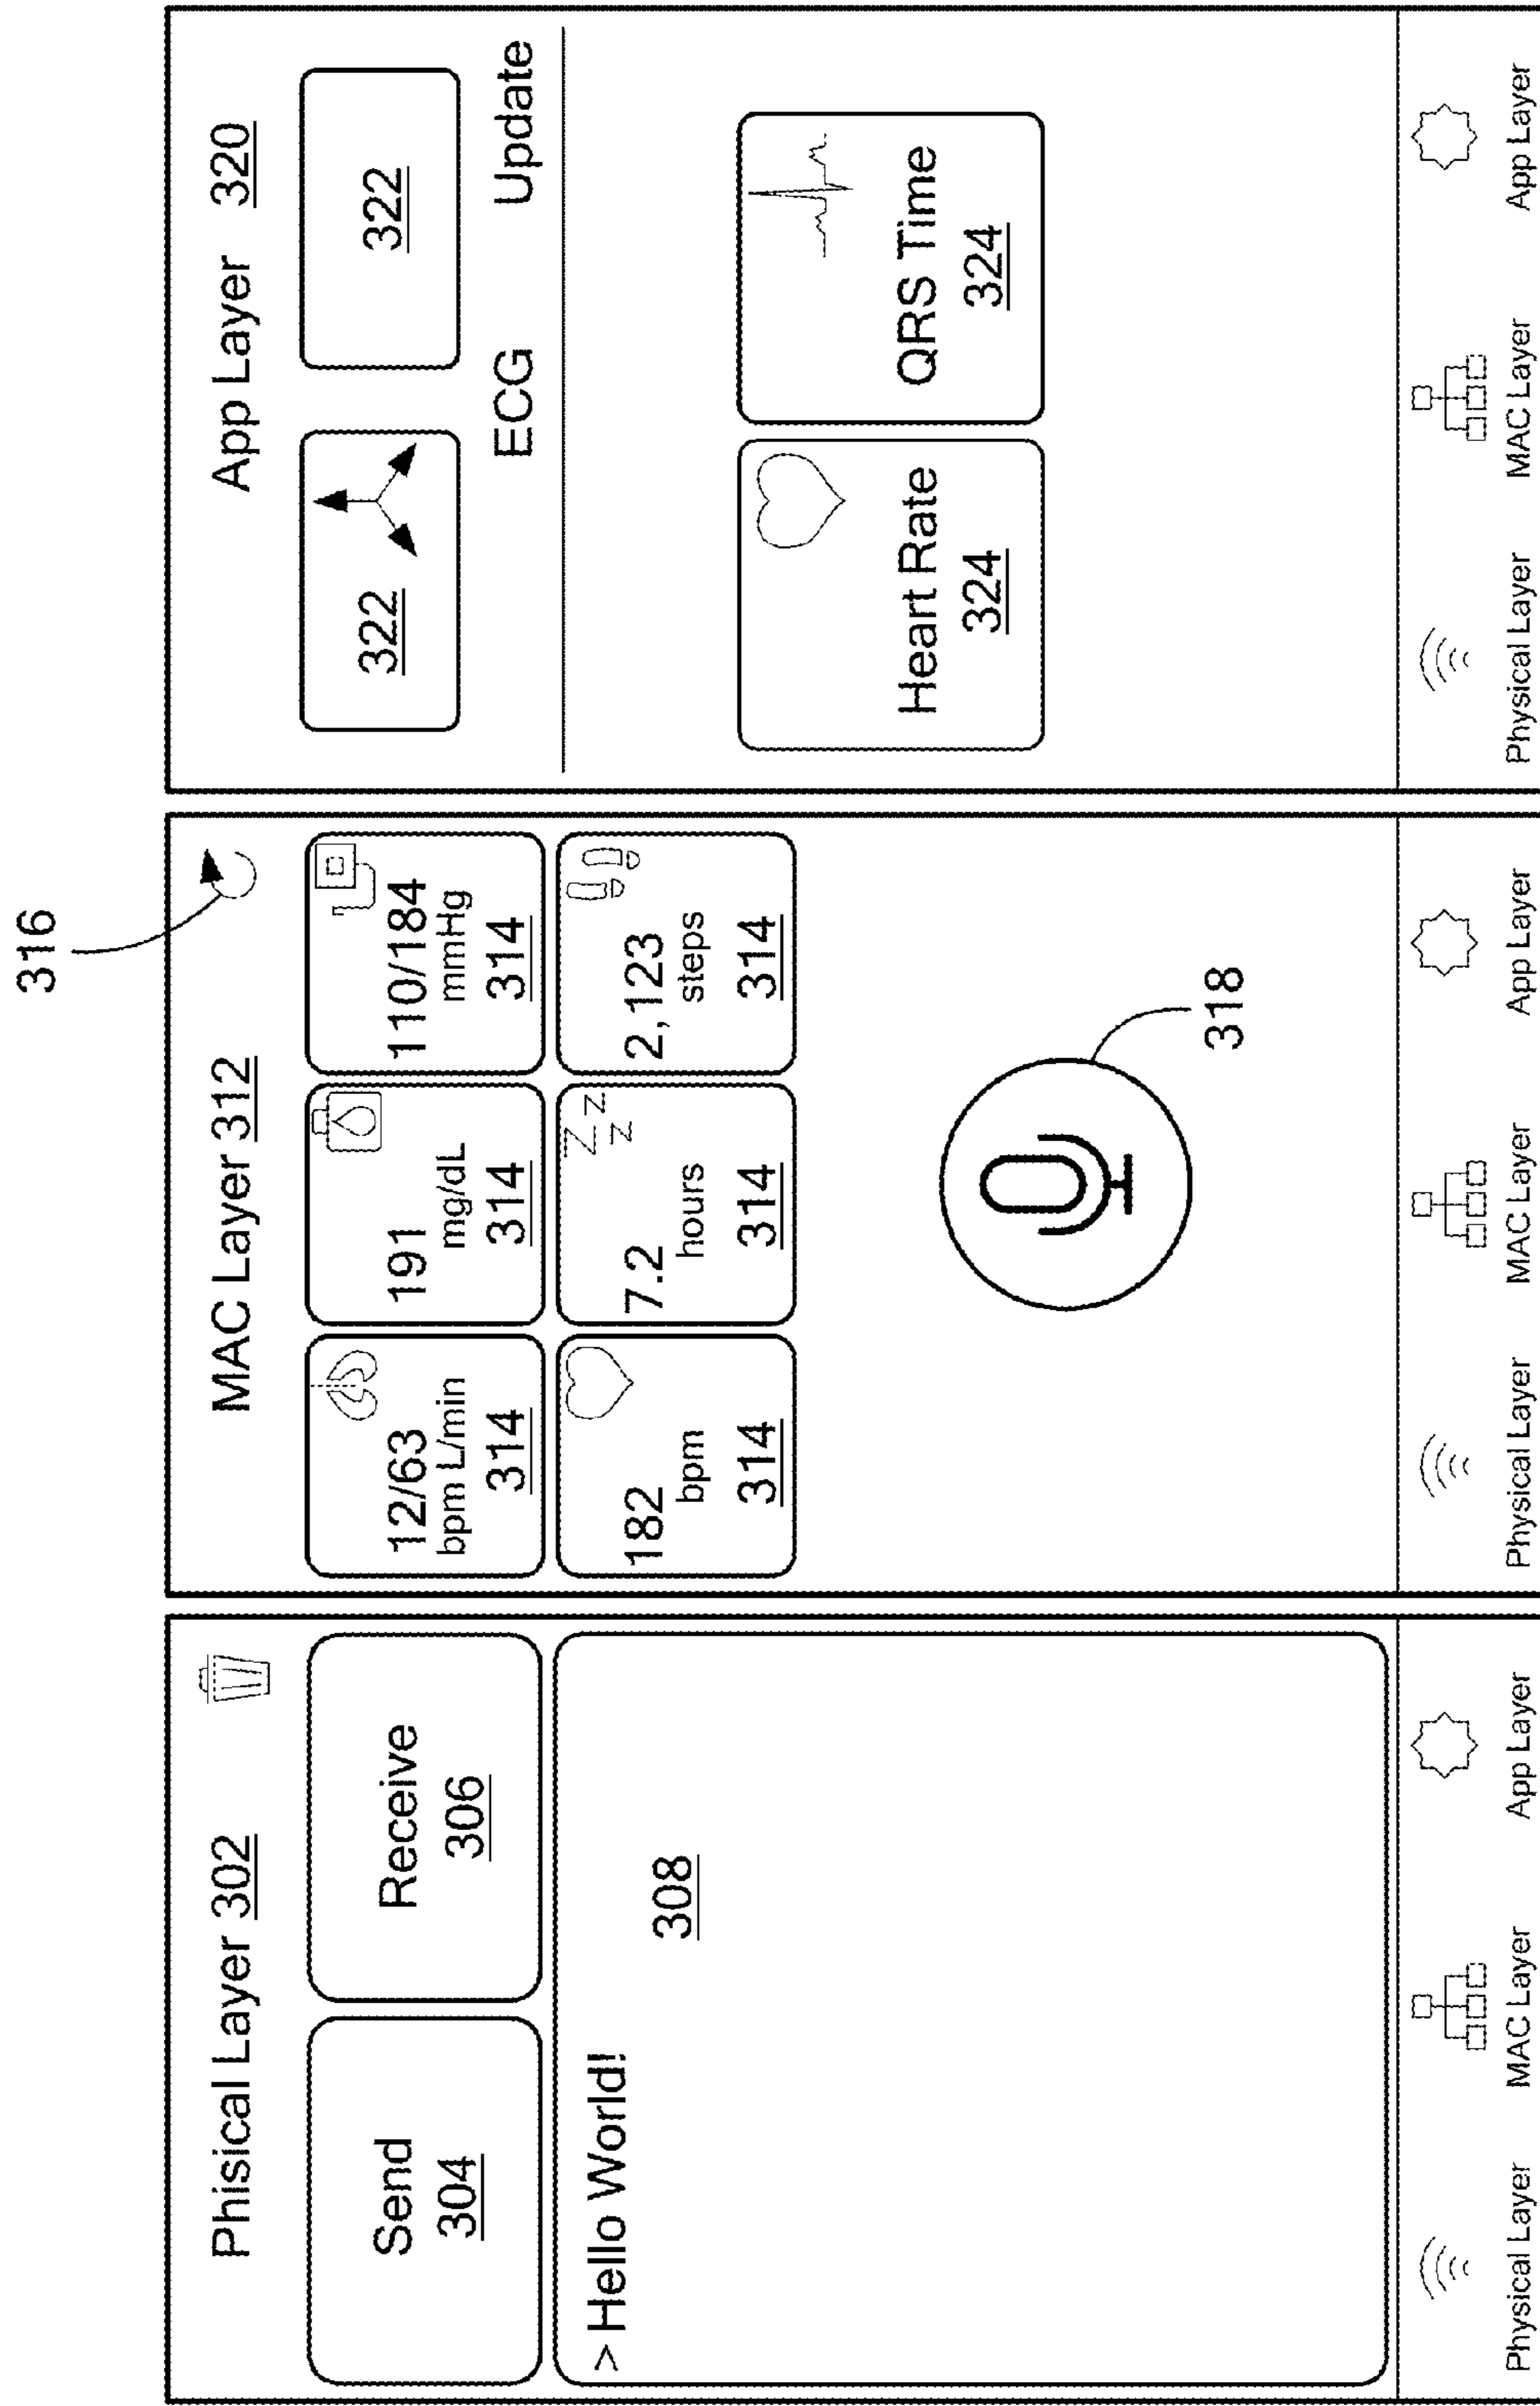 316
Phisical Layer 302
Send
304
Receive
306
> Hello World!
308
Physical Layer
MAC Layer
App Layer
MAC Layer 312
12/63
bpm L/min
314
191
mg/dL
314
110/184
mmHg
314
182
bpm
314
7.2
hours
314
2,123
steps
314
Zzz
318
Physical Layer
MAC Layer
App Layer
App Layer 320
322
322
ECG Update
Heart Rate
324
QRS Time
324
Physical Layer
MAC Layer
App Layer